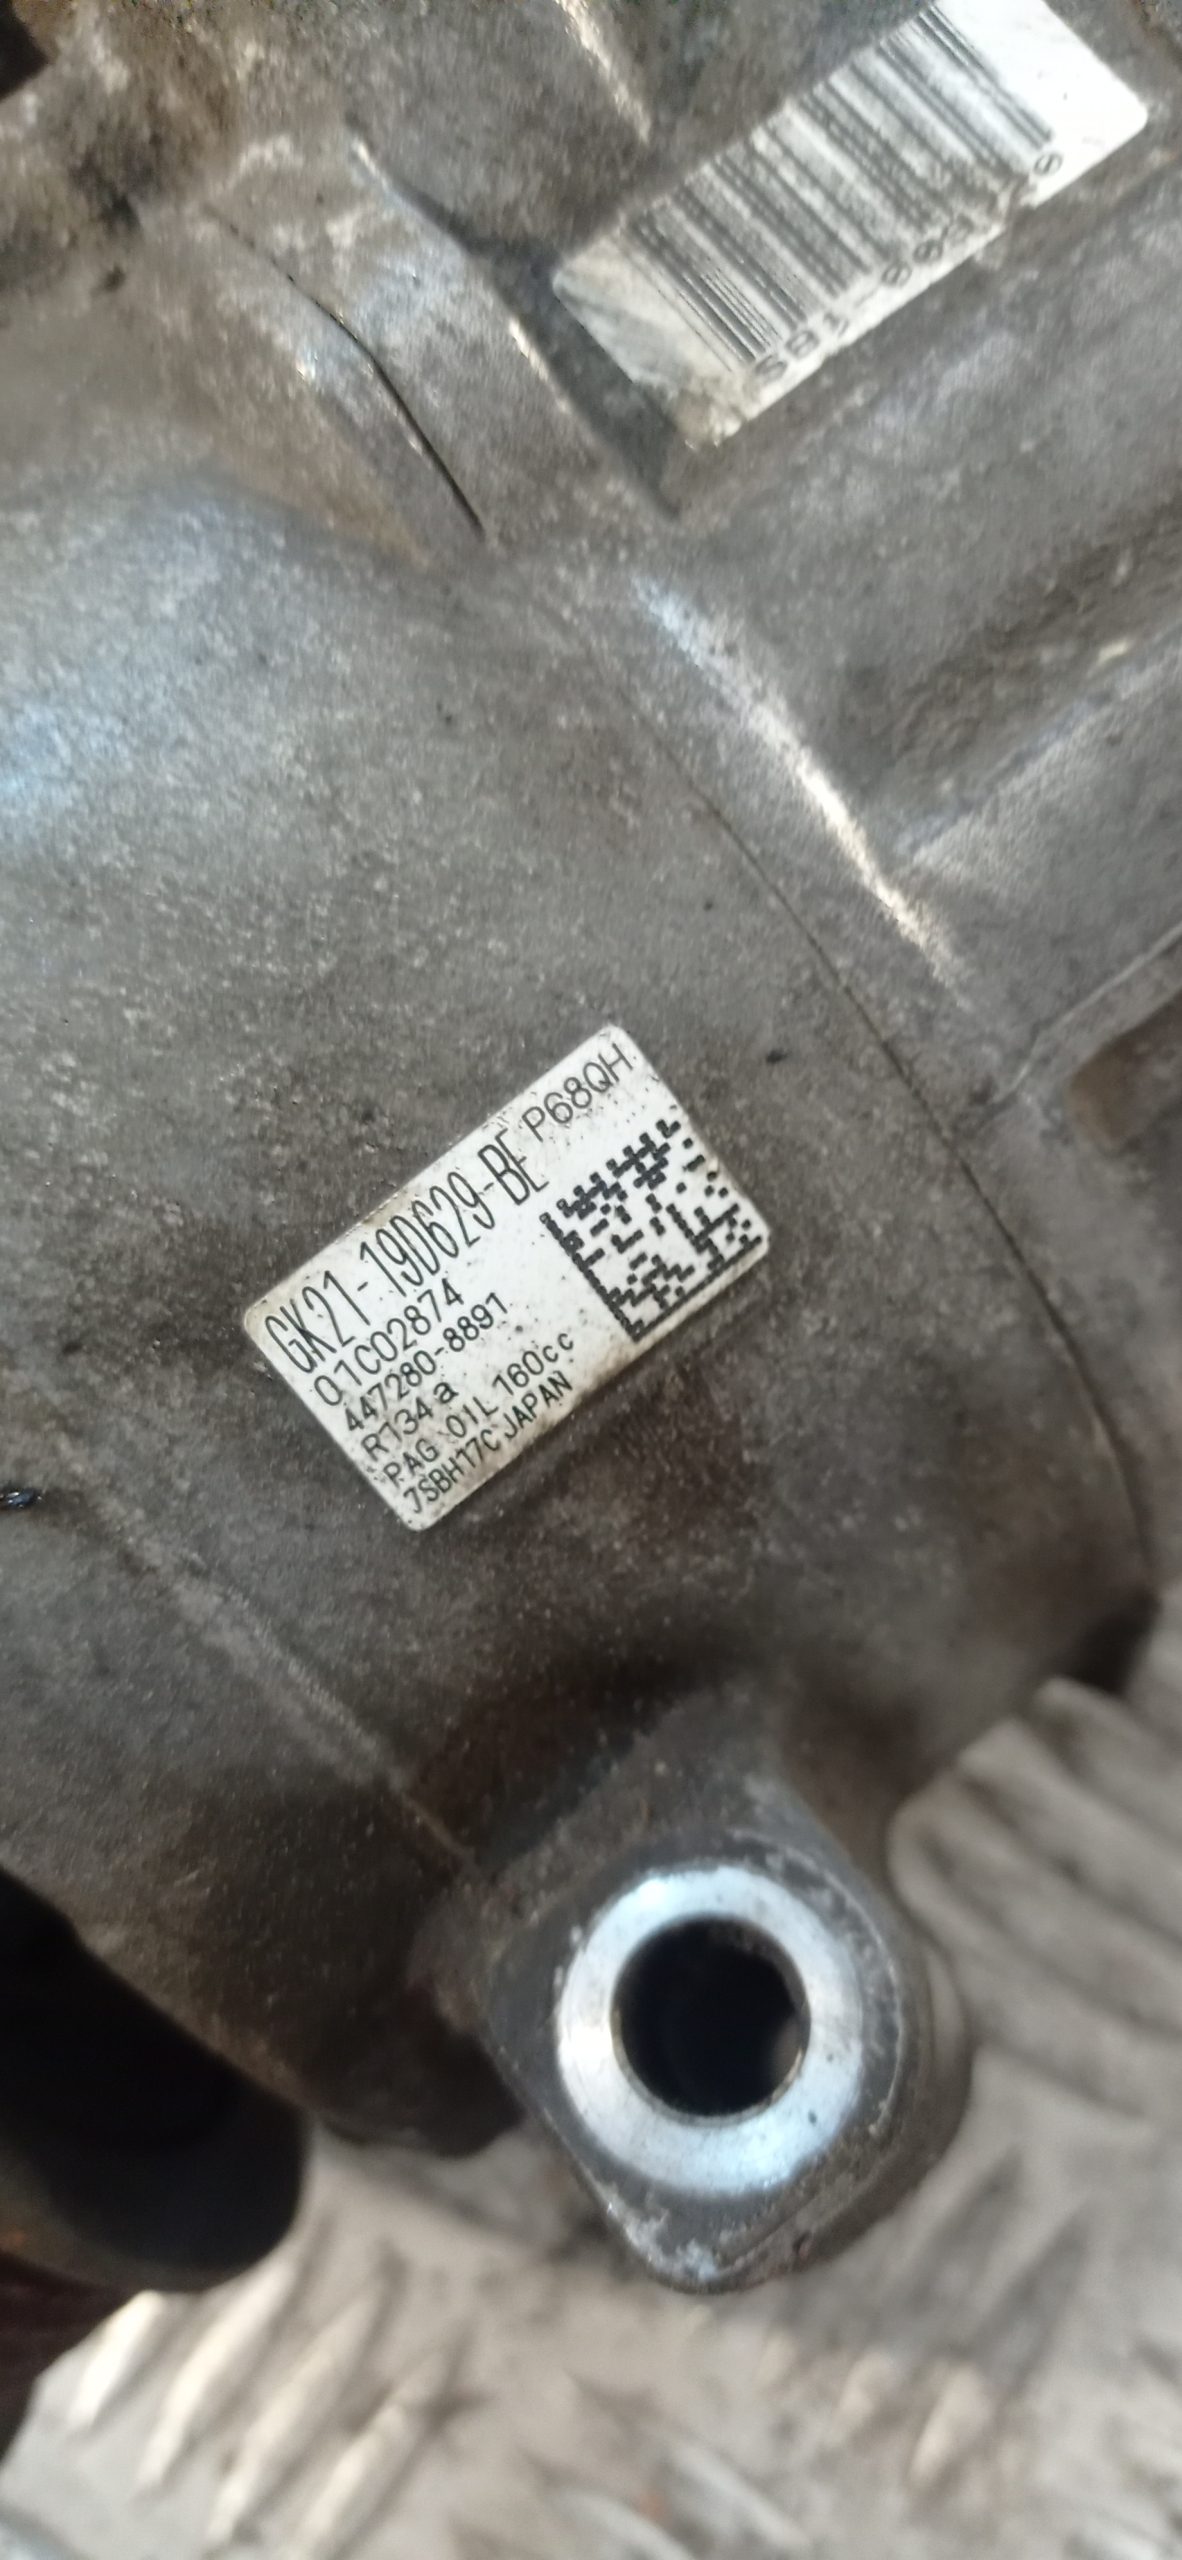 GK21-19D629-BE P68QH
01C02874
447280-8891
R134a
PAG OIL 160cc
7SBH17C JAPAN